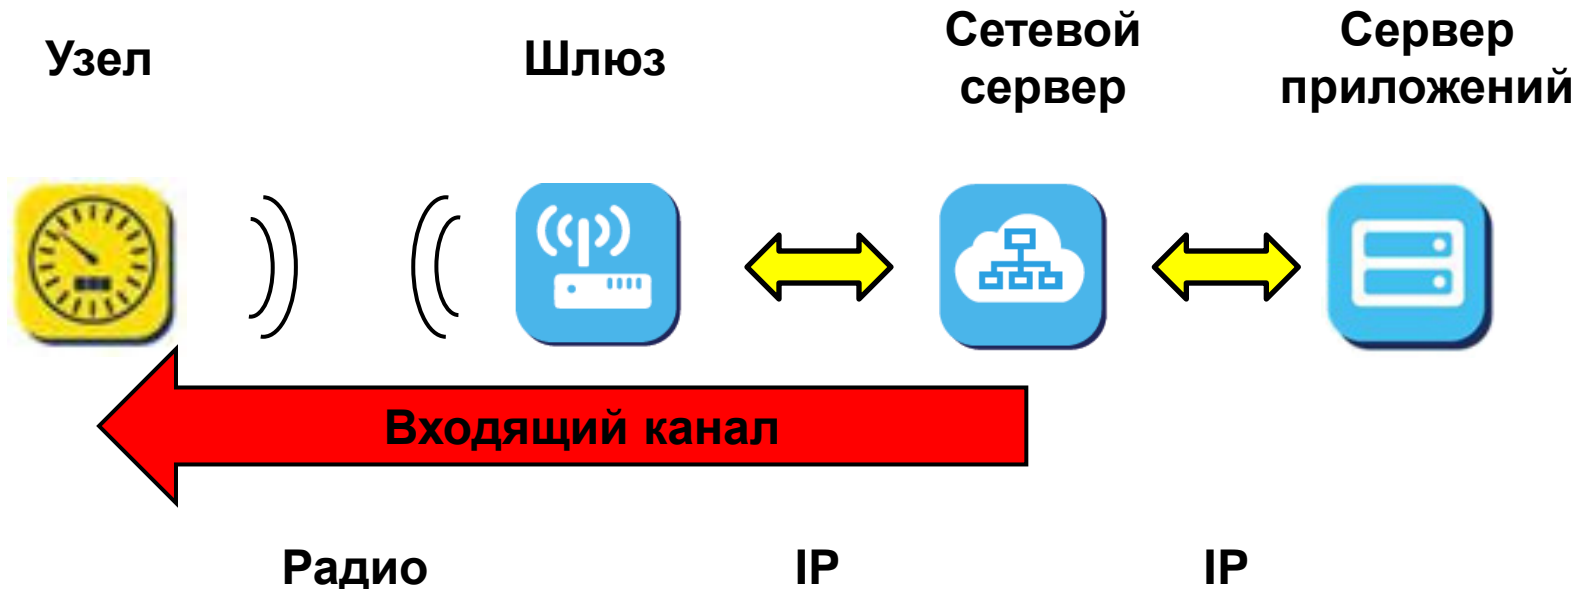 Узел
Шлюз
Сетевой
сервер
Сервер
приложений
Входящий канал
Радио
IP
IP